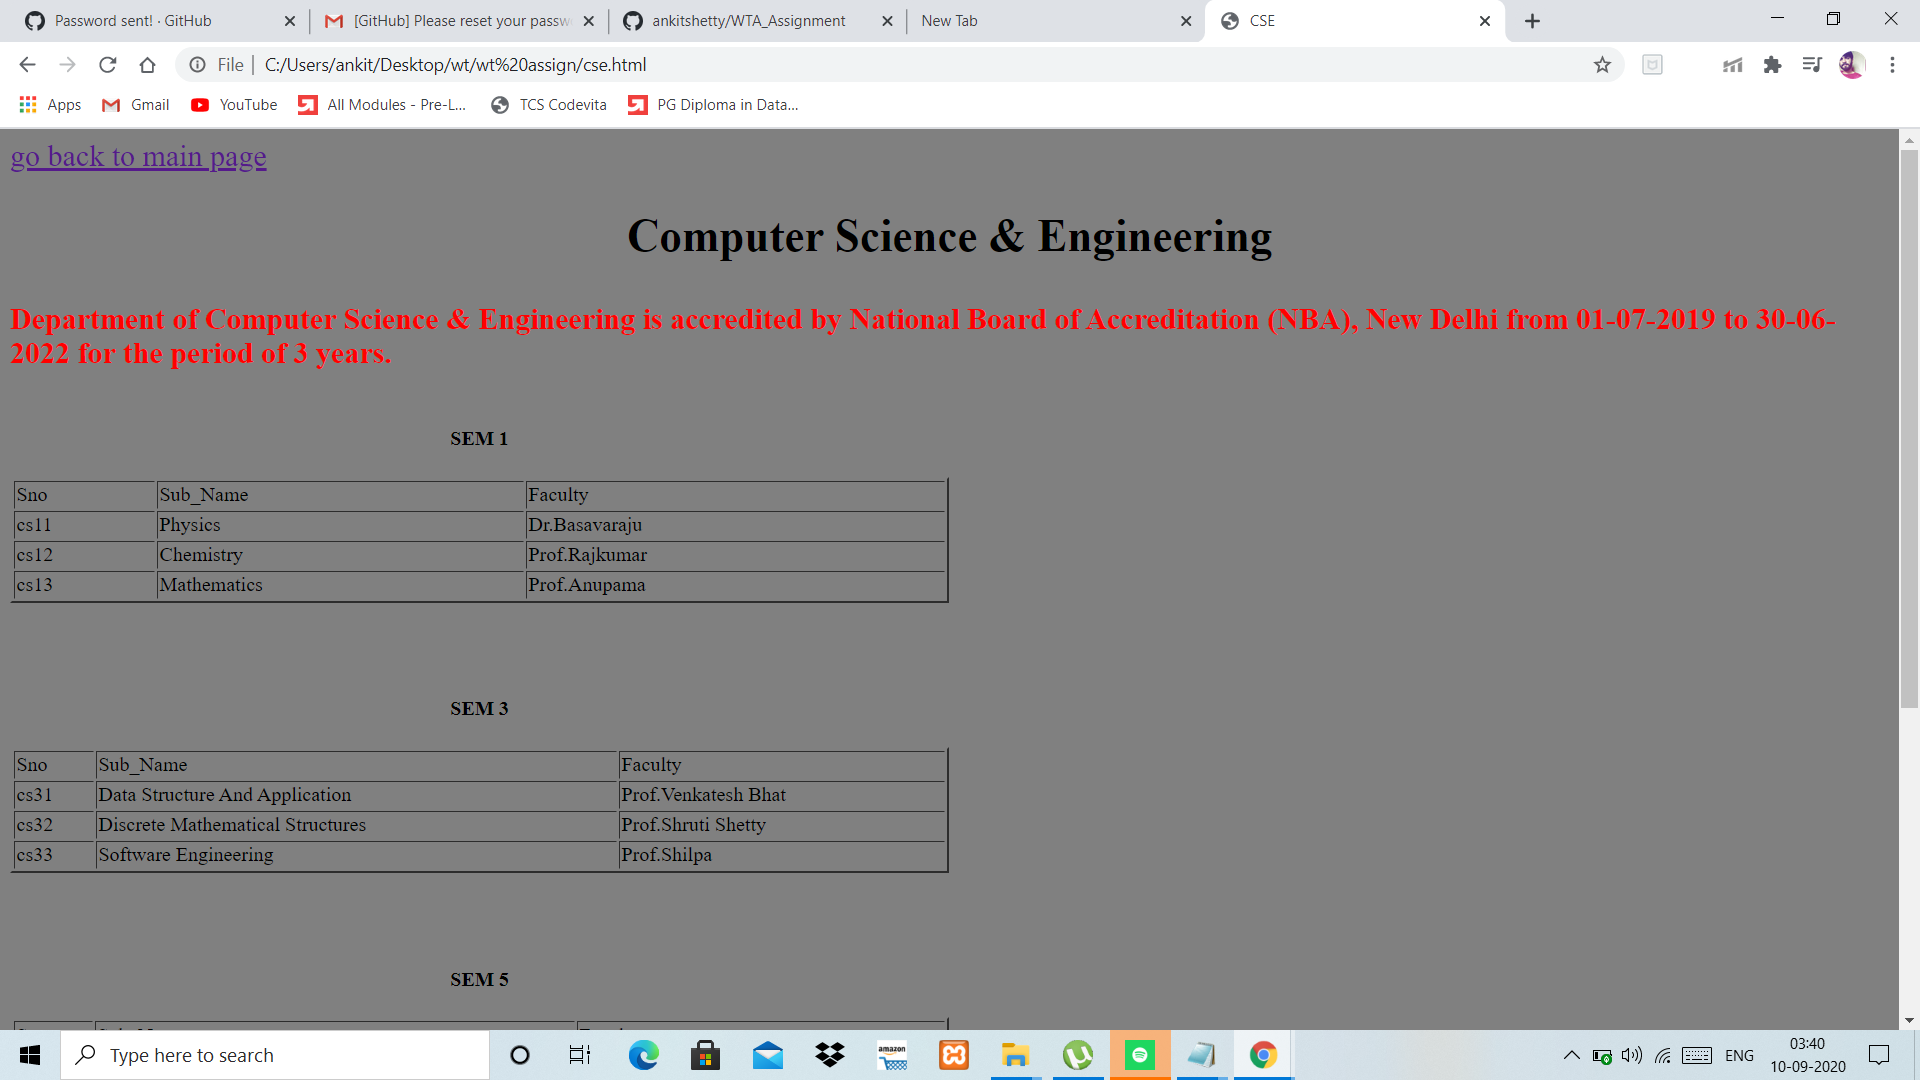 Password sent! · GitHub
[GitHub] Please reset your passw
ankitshetty/WTA_Assignment
New Tab
CSE
File
C:/Users/ankit/Desktop/wt/wt%20assign/cse.html
Apps
Gmail
YouTube
All Modules - Pre-L...
TCS Codevita
PG Diploma in Data...
go back to main page
Computer Science & Engineering
Department of Computer Science & Engineering is accredited by National Board of Accreditation (NBA), New Delhi from 01-07-2019 to 30-06-
2022 for the period of 3 years.
SEM 1
Sno Sub_Name Faculty
cs11 Physics Dr.Basavaraju
cs12 Chemistry Prof.Rajkumar
cs13 Mathematics Prof.Anupama
SEM 3
Sno Sub_Name Faculty
cs31 Data Structure And Application Prof.Venkatesh Bhat
cs32 Discrete Mathematical Structures Prof.Shruti Shetty
cs33 Software Engineering Prof.Shilpa
SEM 5
Type here to search
amazon
ENG
03:40
10-09-2020